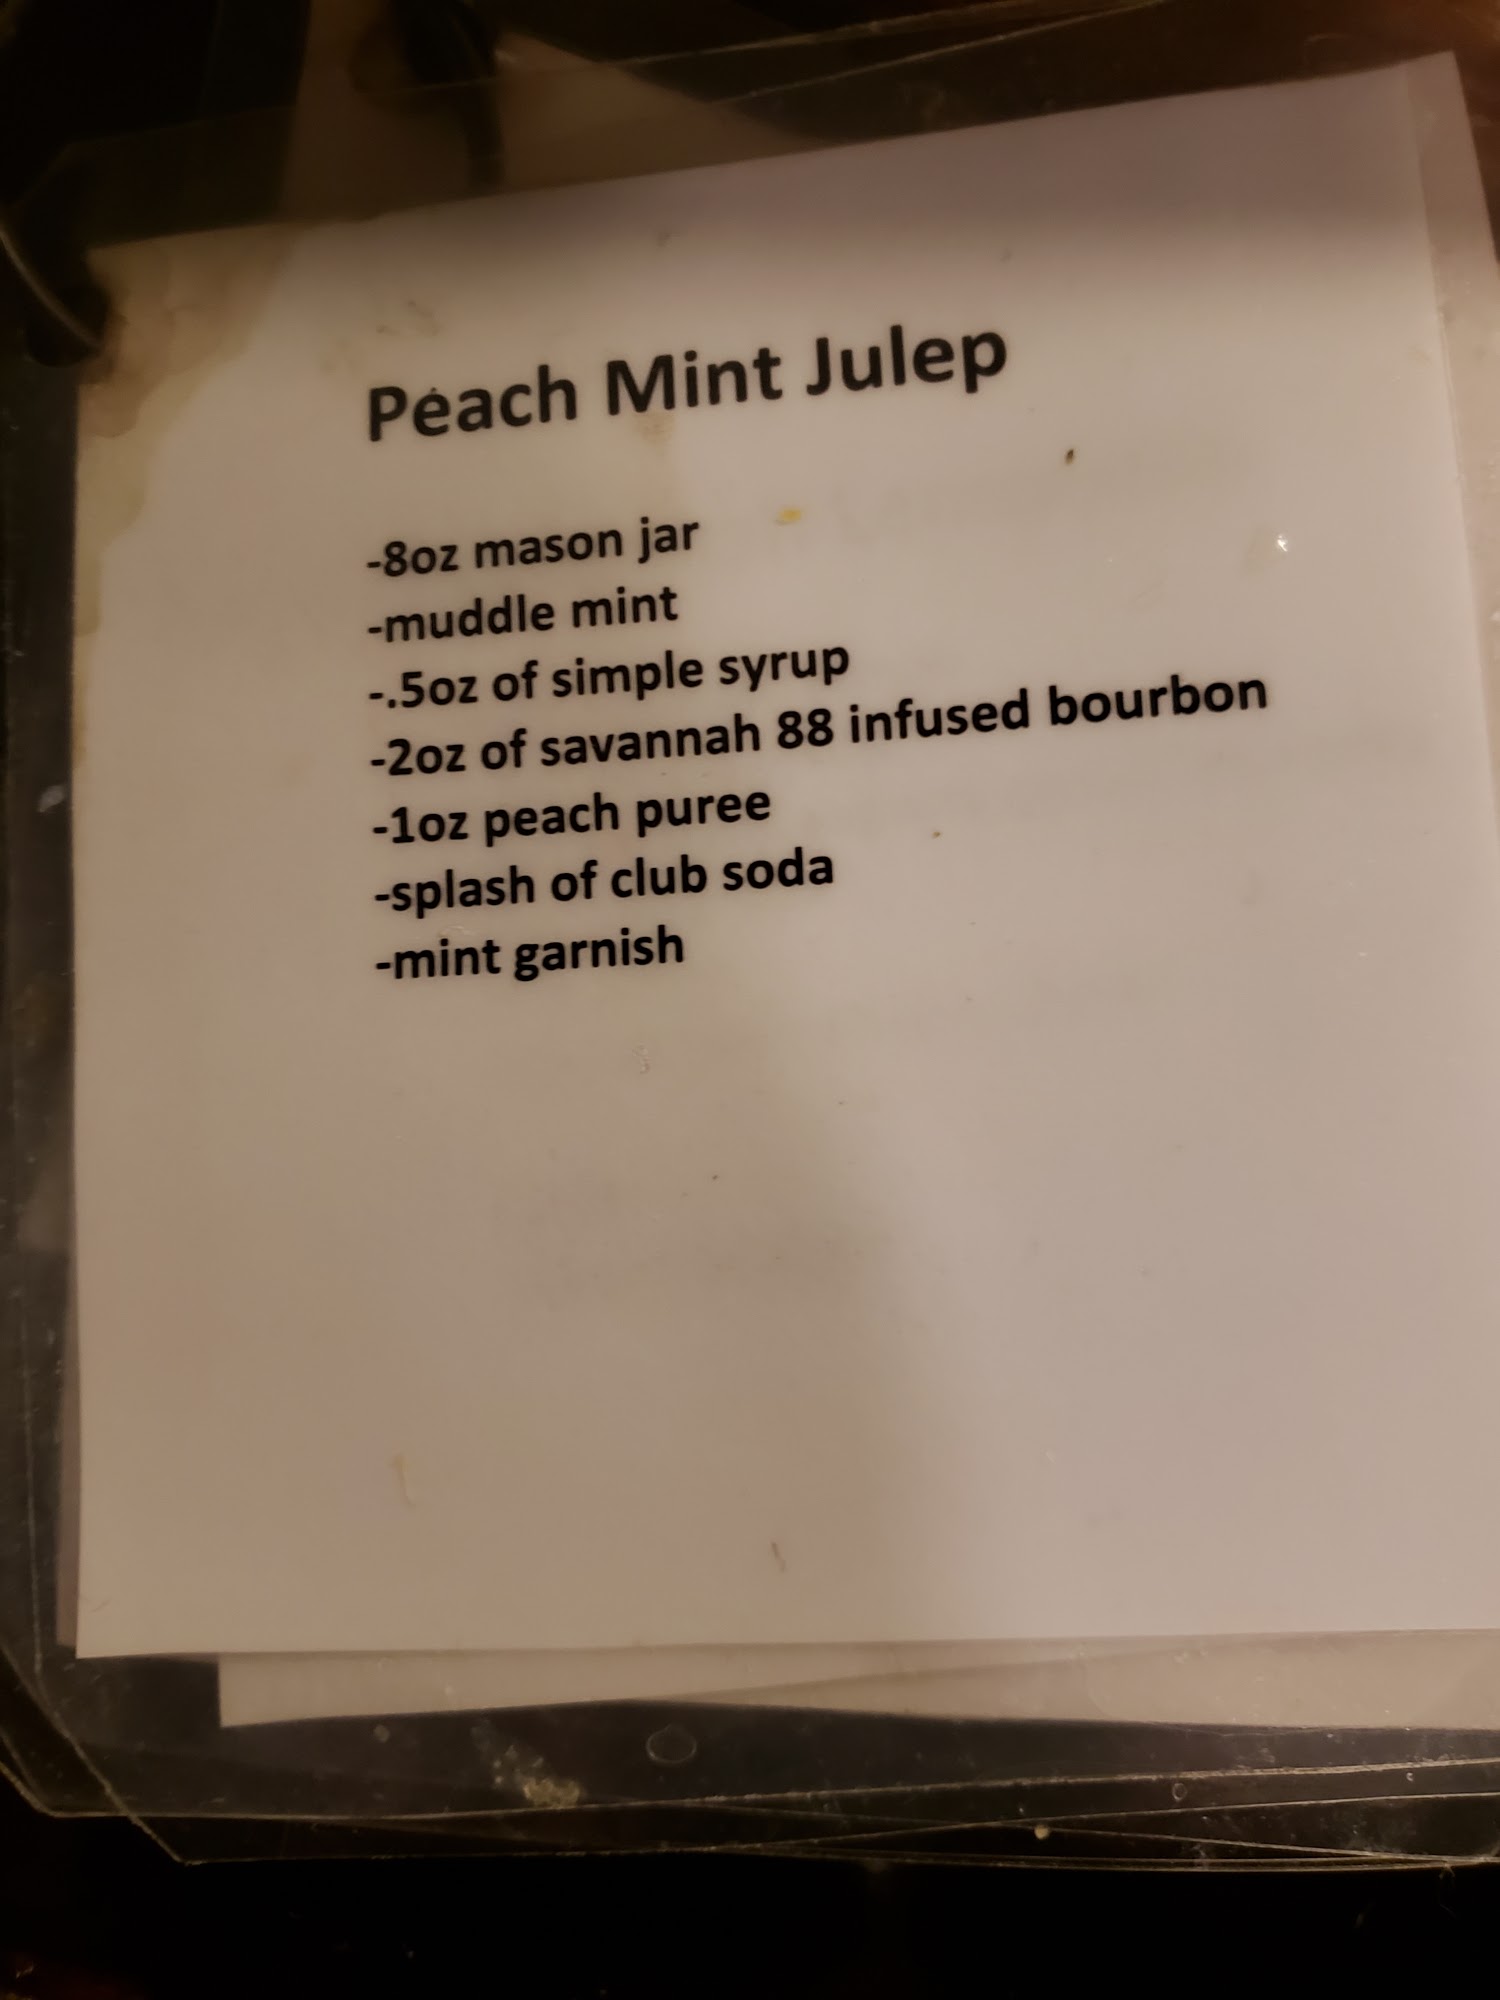 Peach Mint Julep
-8oz mason jar
-muddle mint
-.5oz of simple syrup
-2oz of savannah 88 infused bourbon
-1oz peach puree
-splash of club soda
-mint garnish